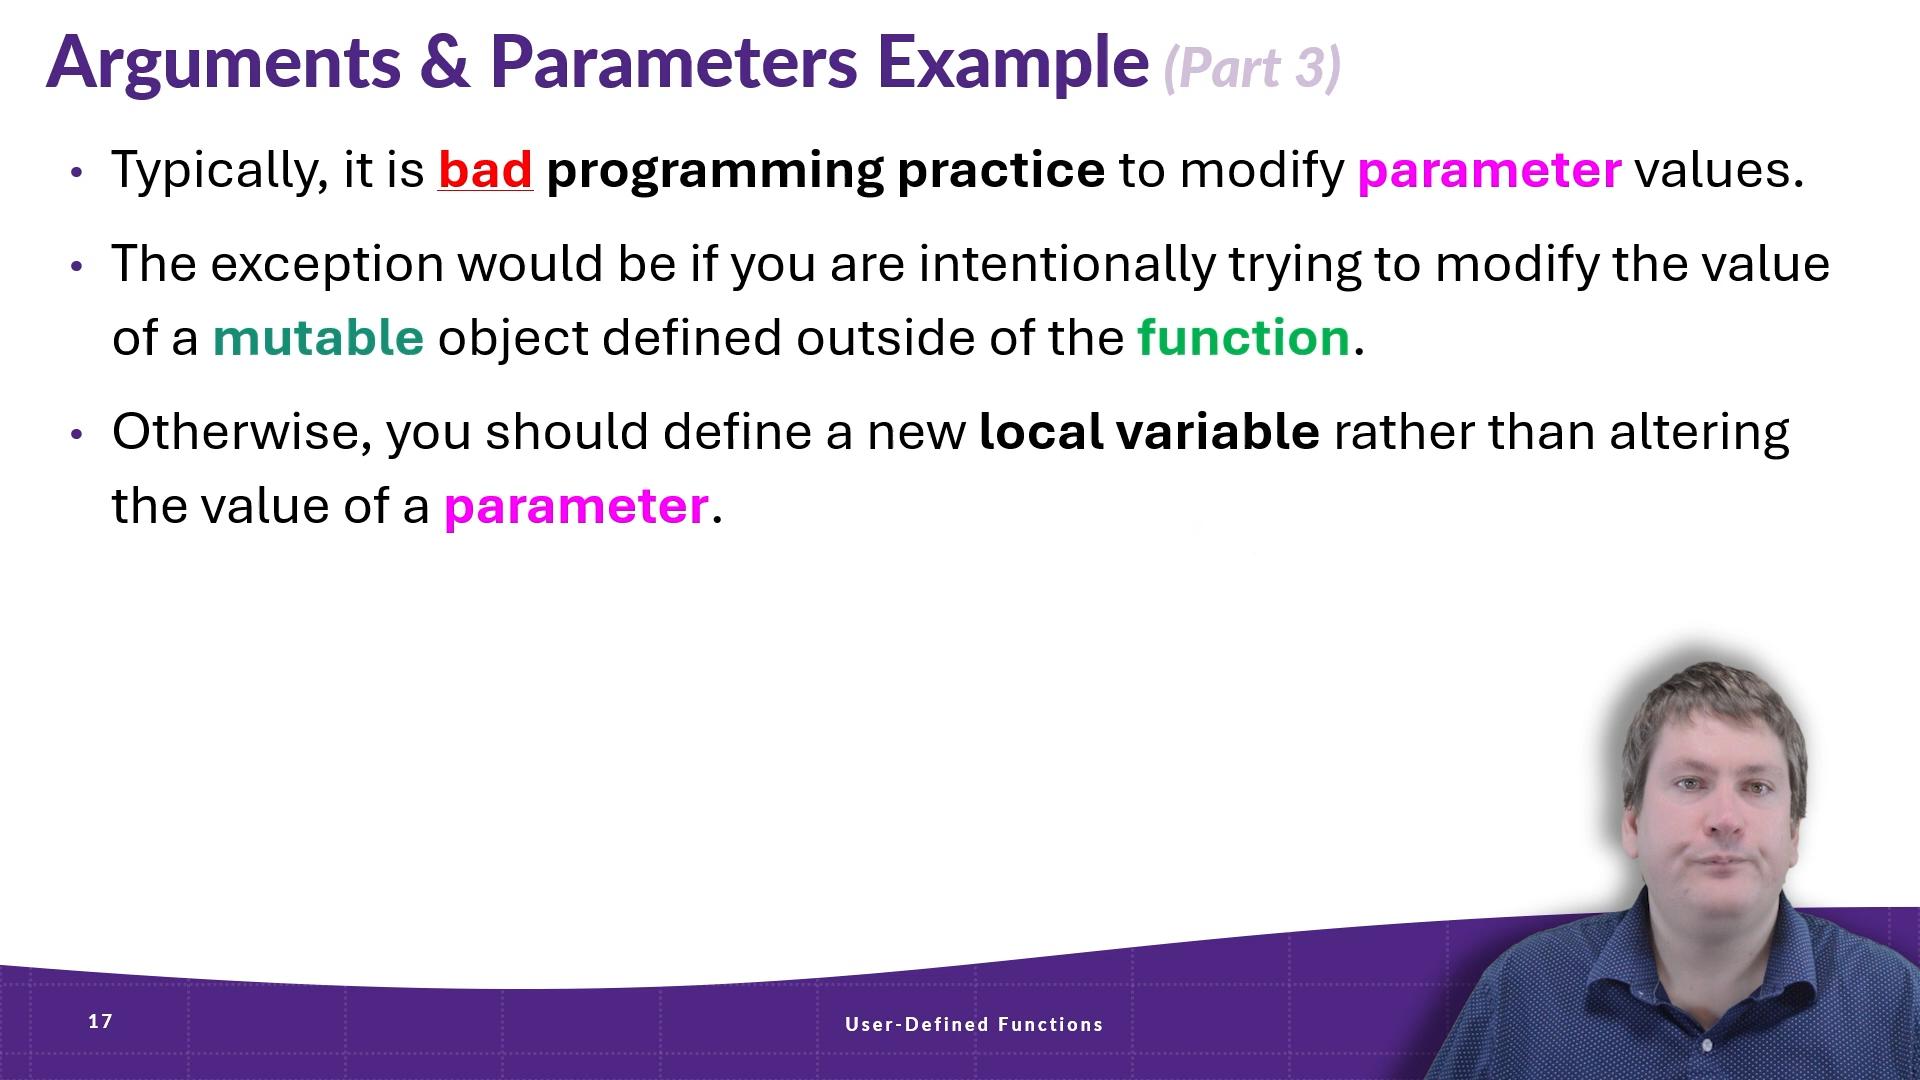 Arguments & Parameters Example (Part 3)
• Typically, it is bad programming practice to modify parameter values.
• The exception would be if you are intentionally trying to modify the value
of a mutable object defined outside of the function.
• Otherwise, you should define a new local variable rather than altering
the value of a parameter.
17
User-Defined Functions